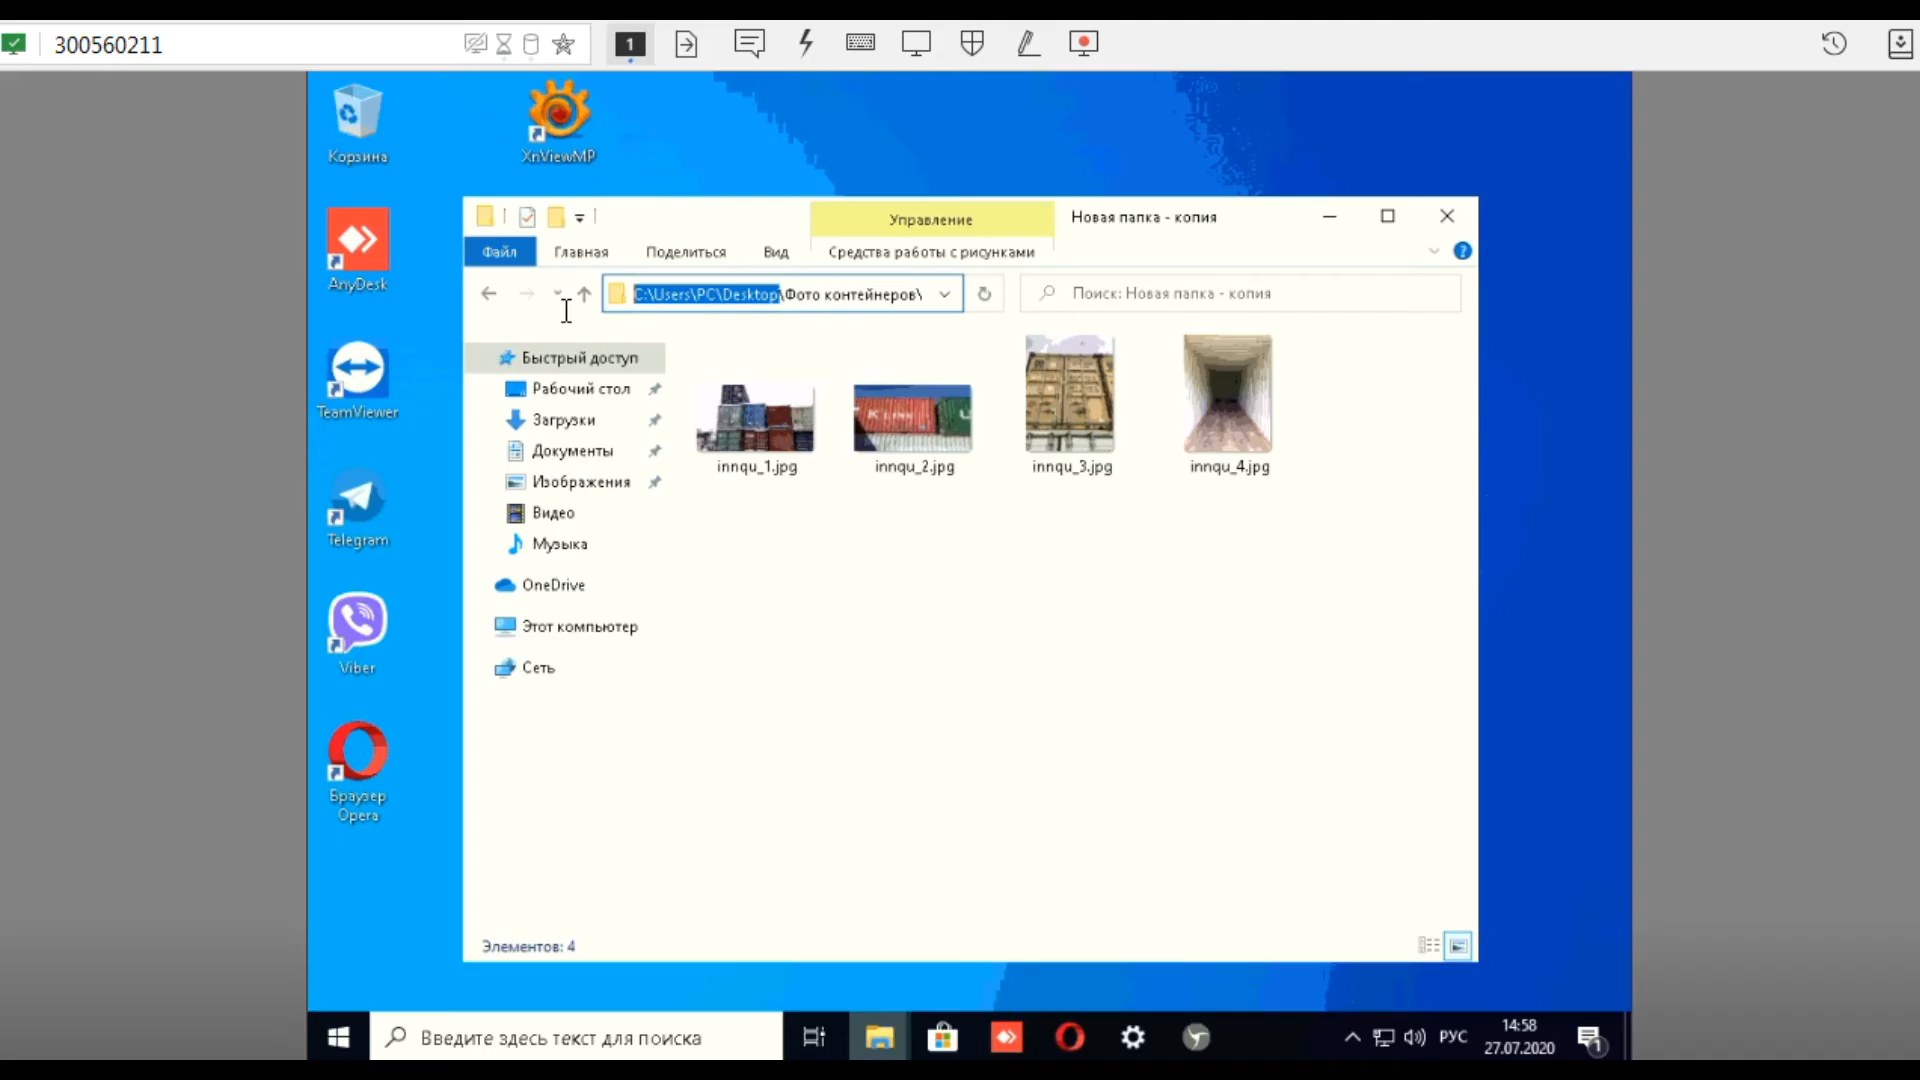 300560211
1
Корзина
XnViewMP
AnyDesk
TeamViewer
Telegram
Viber
Браузер
Opera
Управление
Новая папка - копия
Файл
Главная
Поделиться
Вид
Средства работы с рисунками
?
C:\Users\PC\Desktop\Фото контейнеров\
Поиск: Новая папка - копия
Быстрый доступ
Рабочий стол
Загрузки
Документы
Изображения
Видео
Музыка
OneDrive
Этот компьютер
Сеть
K LINE
innqu_1.jpg
innqu_2.jpg
innqu_3.jpg
innqu_4.jpg
Элементов: 4
Введите здесь текст для поиска
РУС
14:58
27.07.2020
1